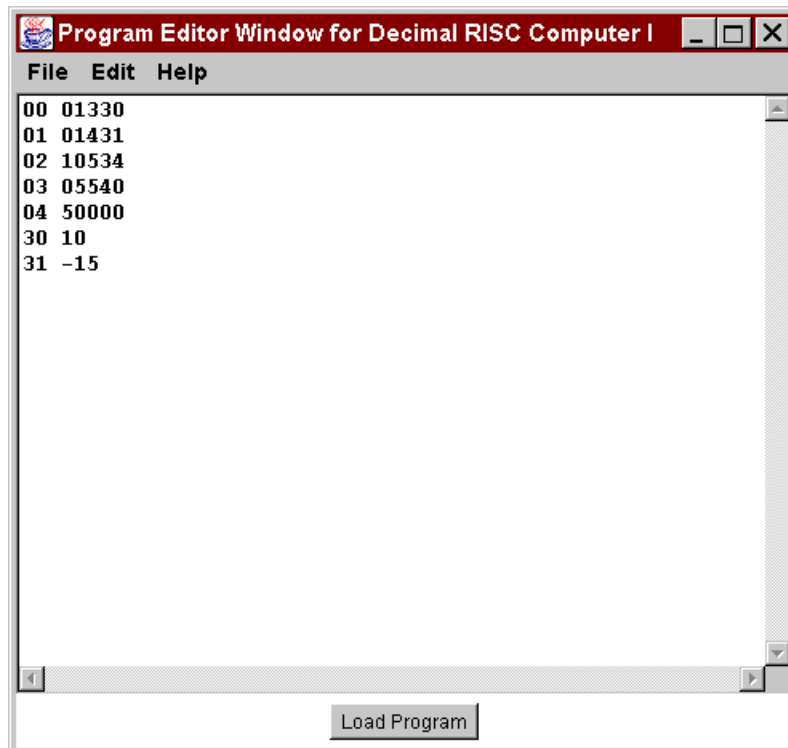 Program Editor Window for Decimal RISC Computer I
File Edit Help
00 01330
01 01431
02 10534
03 05540
04 50000
30 10
31 -15
Load Program